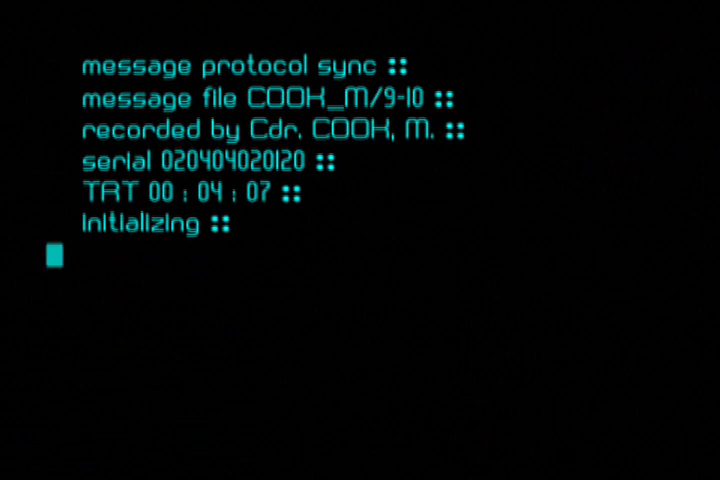 message protocol sync ::
message file COOK_M/9-10 ::
recorded by Cdr. COOK, M. ::
serial 020404020120 ::
TRT 00 : 04 : 07 ::
initializing ::